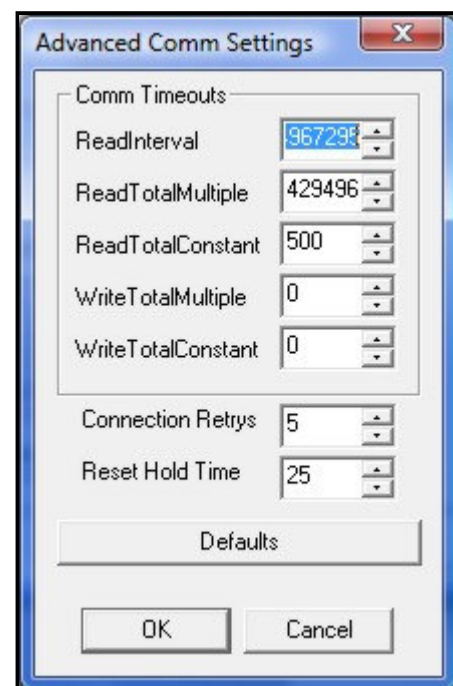 Advanced Comm Settings
Comm Timeouts
ReadInterval 967295
ReadTotalMultiple 429496
ReadTotalConstant 500
WriteTotalMultiple 0
WriteTotalConstant 0
Connection Retrys 5
Reset Hold Time 25
Defaults
OK Cancel